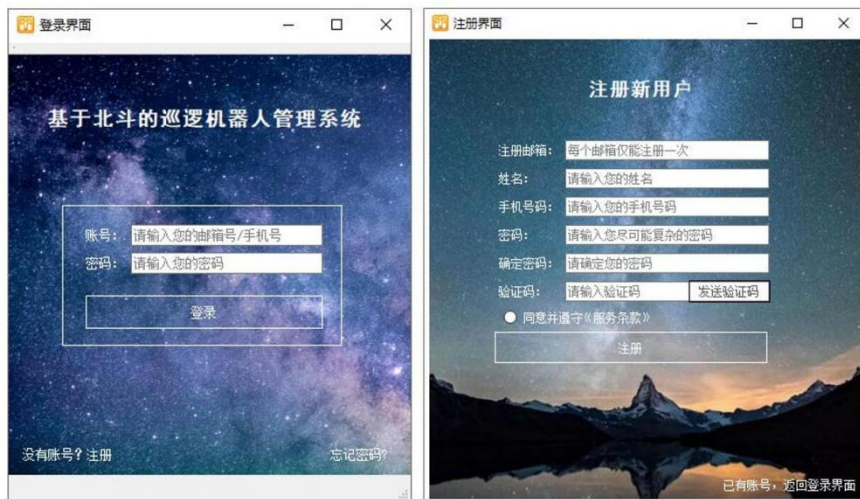 登录界面
基于北斗的巡逻机器人管理系统
账号： 请输入您的邮箱号/手机号
密码： 请输入您的密码
登录
没有账号？注册
忘记密码?
注册界面
注册新用户
注册邮箱： 每个邮箱仅能注册一次
姓名： 请输入您的姓名
手机号码： 请输入您的手机号码
密码： 请输入您尽可能复杂的密码
确定密码： 请确定您的密码
验证码： 请输入验证码 发送验证码
同意并遵守《服务条款》
注册
已有账号，返回登录界面